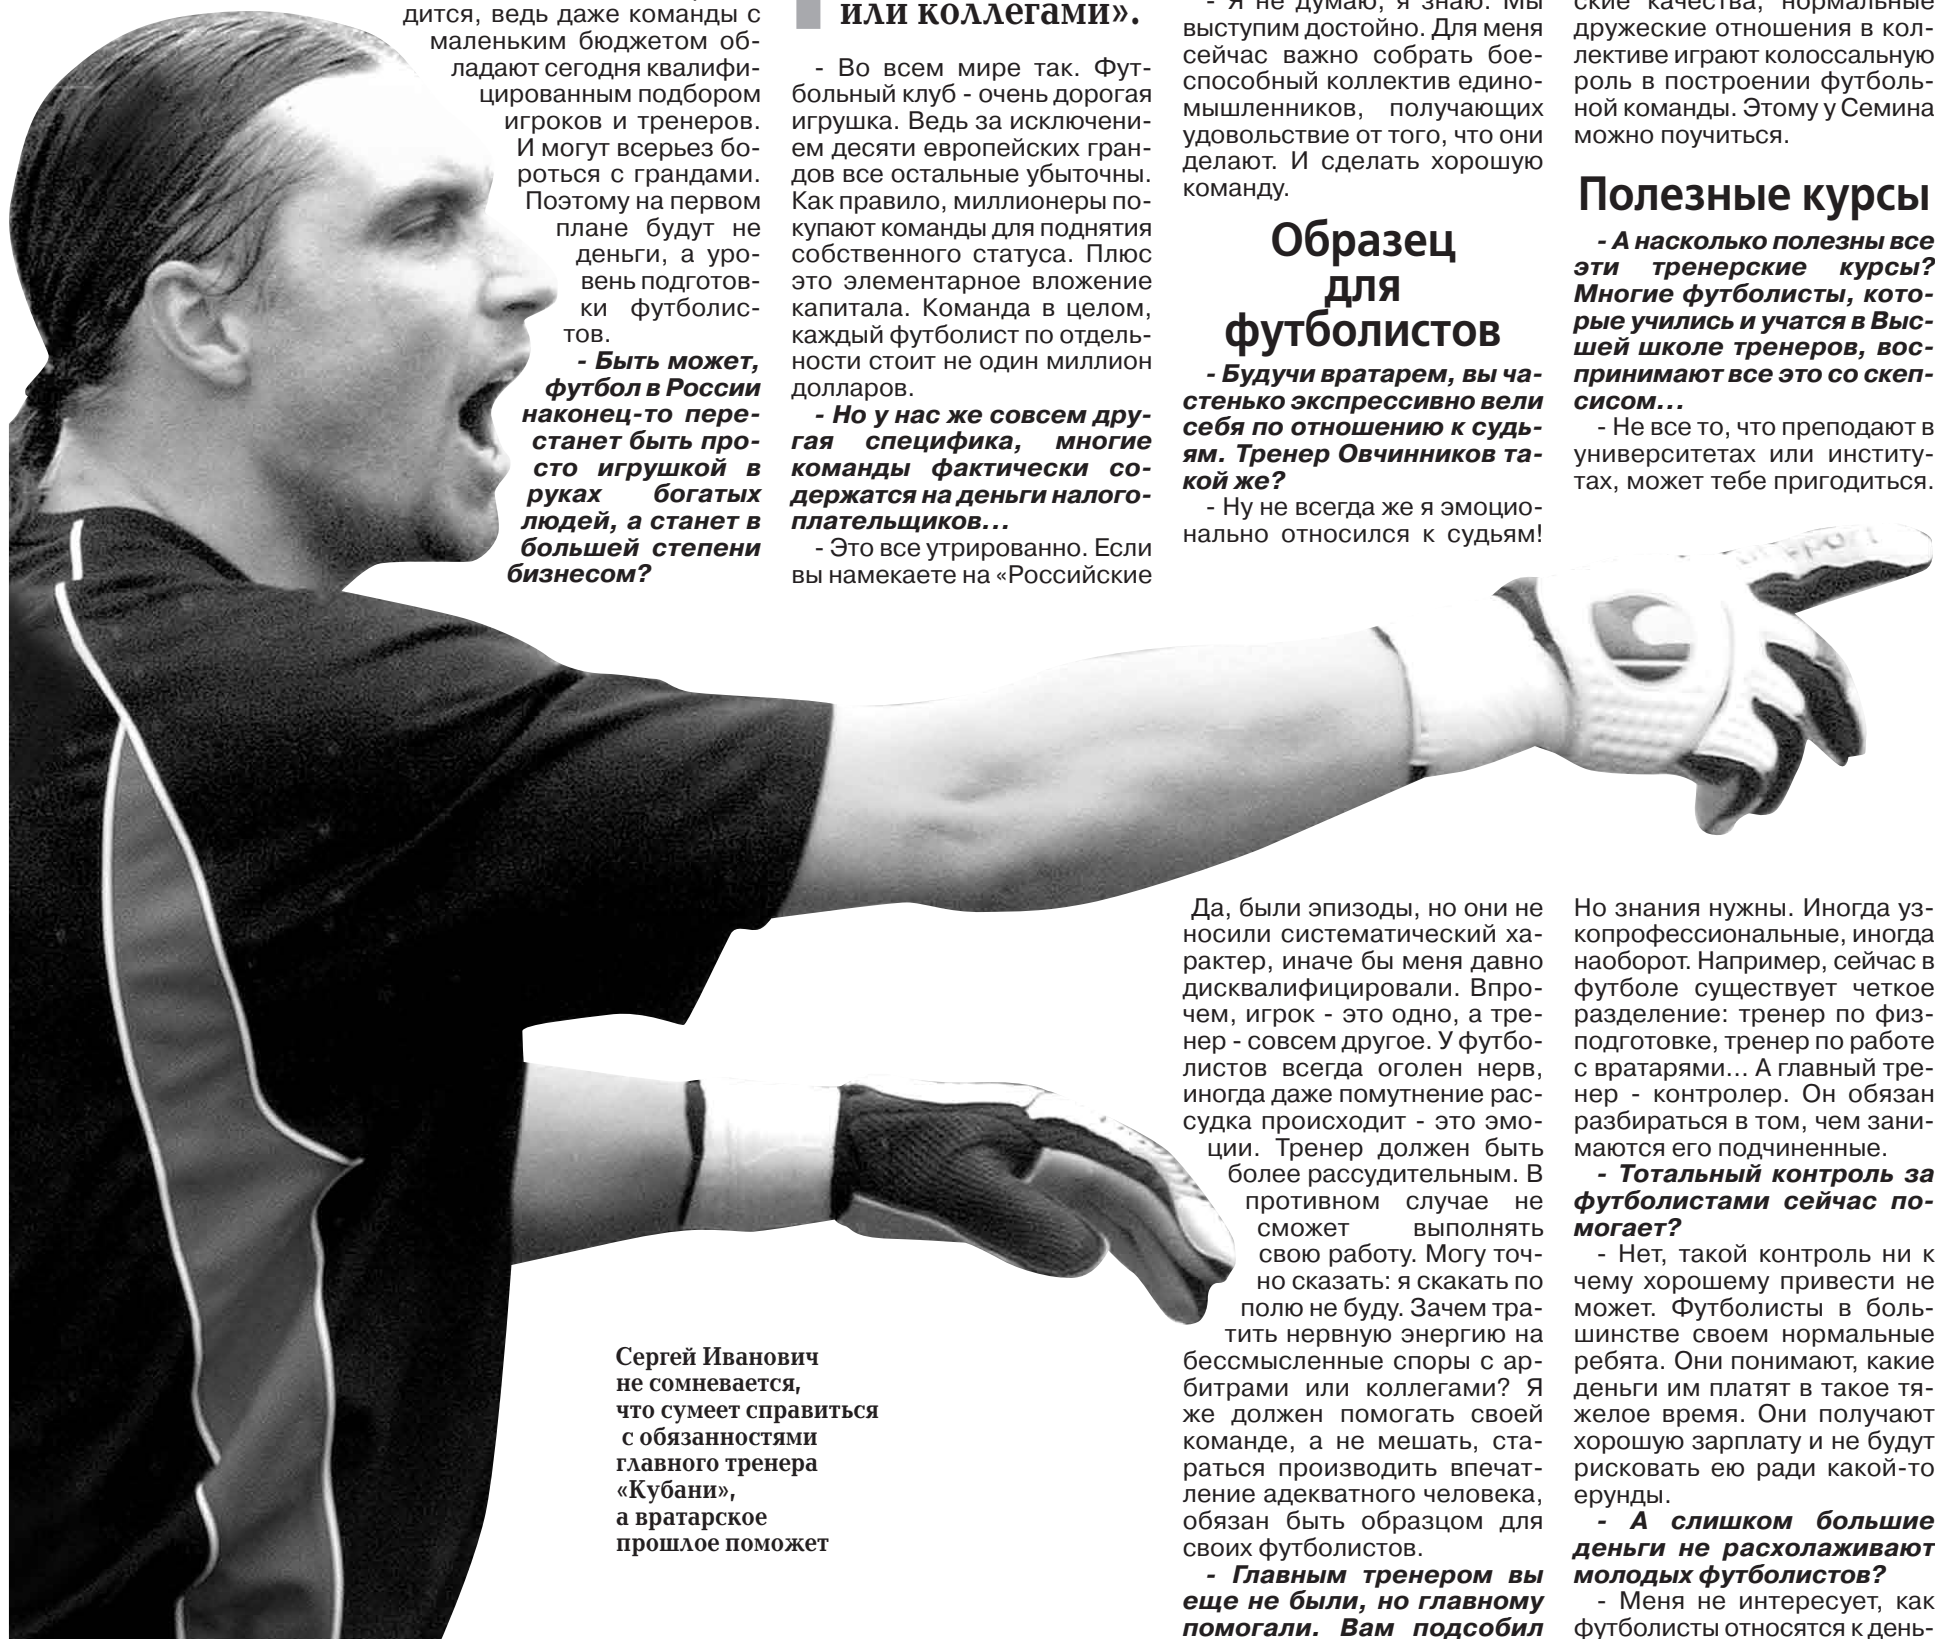 дится, ведь даже команды с
маленьким бюджетом об-
ладают сегодня квалифи-
цированным подбором
игроков и тренеров.
И могут всерьез бо-
роться с грандами.
Поэтому на первом
плане будут не
деньги, а уро-
вень подготов-
ки футболис-
тов.
- Быть может,
футбол в России
наконец-то пере-
станет быть про-
сто игрушкой в
руках богатых
людей, а станет в
большей степени
бизнесом?
или коллегами».
- Во всем мире так. Фут-
больный клуб - очень дорогая
игрушка. Ведь за исключени-
ем десяти европейских гран-
дов все остальные убыточны.
Как правило, миллионеры по-
купают команды для поднятия
собственного статуса. Плюс
это элементарное вложение
капитала. Команда в целом,
каждый футболист по отдель-
ности стоит не один миллион
долларов.
- Но у нас же совсем дру-
гая специфика, многие
команды фактически со-
держатся на деньги налого-
плательщиков...
- Это все утрированно. Если
вы намекаете на «Российские
- Я не думаю, я знаю. Мы
выступим достойно. Для меня
сейчас важно собрать бое-
способный коллектив едино-
мышленников, получающих
удовольствие от того, что они
делают. И сделать хорошую
команду.
Образец
для
футболистов
- Будучи вратарем, вы ча-
стенько экспрессивно вели
себя по отношению к судь-
ям. Тренер Овчинников та-
кой же?
- Ну не всегда же я эмоцио-
нально относился к судьям!
Да, были эпизоды, но они не
носили систематический ха-
рактер, иначе бы меня давно
дисквалифицировали. Впро-
чем, игрок - это одно, а тре-
нер - совсем другое. У футбо-
листов всегда оголен нерв,
иногда даже помутнение рас-
судка происходит - это эмо-
ции. Тренер должен быть
более рассудительным. В
противном случае не
сможет выполнять
свою работу. Могу точ-
но сказать: я скакать по
полю не буду. Зачем тра-
тить нервную энергию на
бессмысленные споры с ар-
битрами или коллегами? Я
же должен помогать своей
команде, а не мешать, ста-
раться производить впечат-
ление адекватного человека,
обязан быть образцом для
своих футболистов.
- Главным тренером вы
еще не были, но главному
помогали. Вам подсобил
ские качества, нормальные
дружеские отношения в кол-
лективе играют колоссальную
роль в построении футболь-
ной команды. Этому у Семина
можно поучиться.
Полезные курсы
- А насколько полезны все
эти тренерские курсы?
Многие футболисты, кото-
рые учились и учатся в Выс-
шей школе тренеров, вос-
принимают все это со скеп-
сисом...
- Не все то, что преподают в
университетах или институ-
тах, может тебе пригодиться.
Но знания нужны. Иногда уз-
копрофессиональные, иногда
наоборот. Например, сейчас в
футболе существует четкое
разделение: тренер по физ-
подготовке, тренер по работе
с вратарями... А главный тре-
нер - контролер. Он обязан
разбираться в том, чем зани-
маются его подчиненные.
- Тотальный контроль за
футболистами сейчас по-
могает?
- Нет, такой контроль ни к
чему хорошему привести не
может. Футболисты в боль-
шинстве своем нормальные
ребята. Они понимают, какие
деньги им платят в такое тя-
желое время. Они получают
хорошую зарплату и не будут
рисковать ею ради какой-то
ерунды.
- А слишком большие
деньги не расхолаживают
молодых футболистов?
- Меня не интересует, как
футболисты относятся к день-
Сергей Иванович
не сомневается,
что сумеет справиться
с обязанностями
главного тренера
«Кубани»,
а вратарское
прошлое поможет